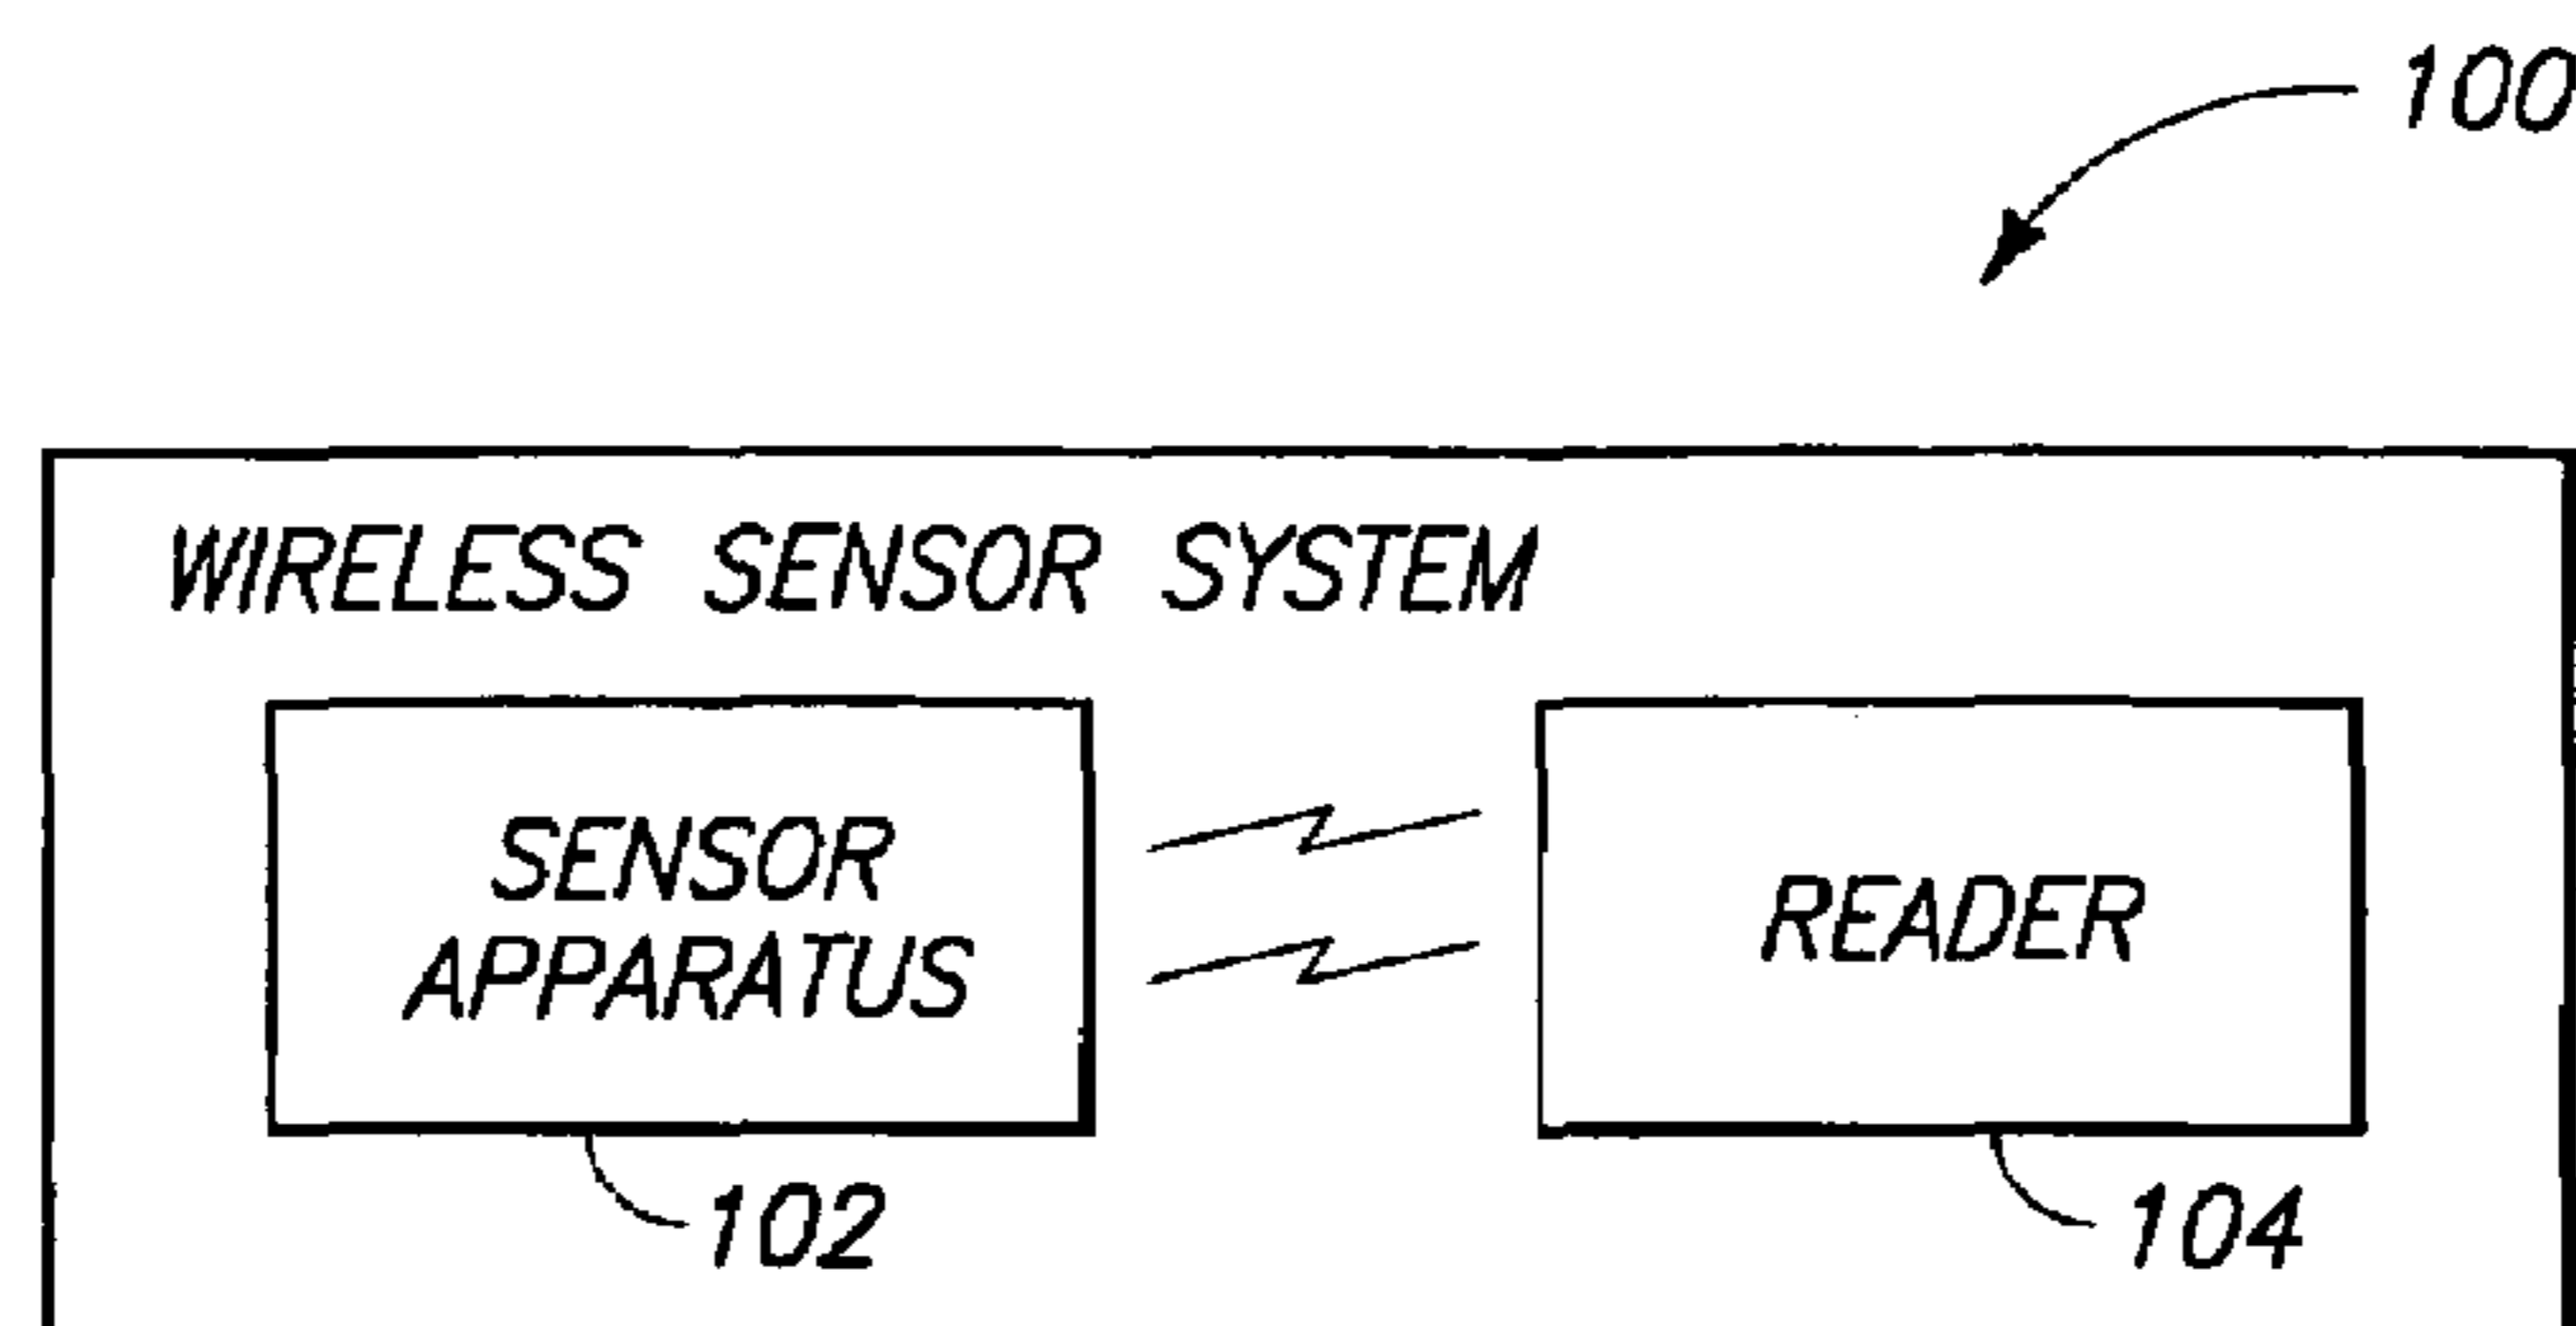 100
WIRELESS SENSOR SYSTEM
SENSOR
APPARATUS
READER
102
104